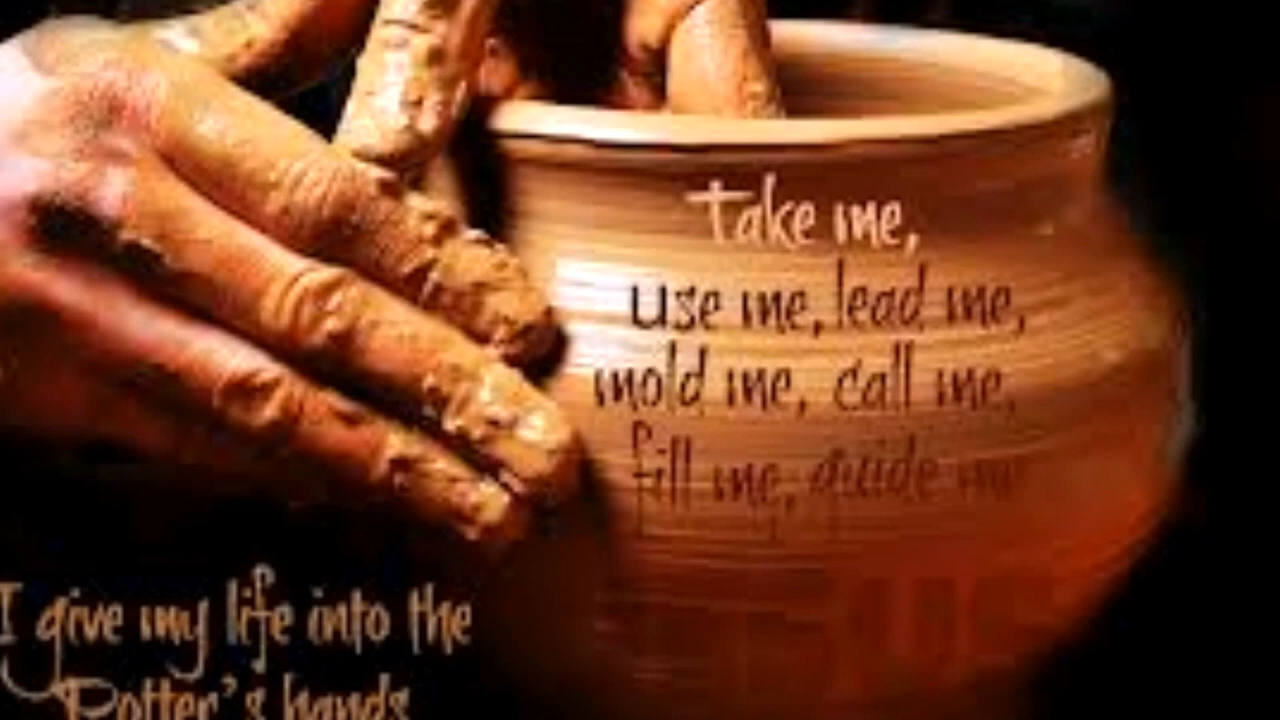 Take me,
use me, lead me,
mold me, call me,
fill me, guide me
I give my life into the
Potter's hands